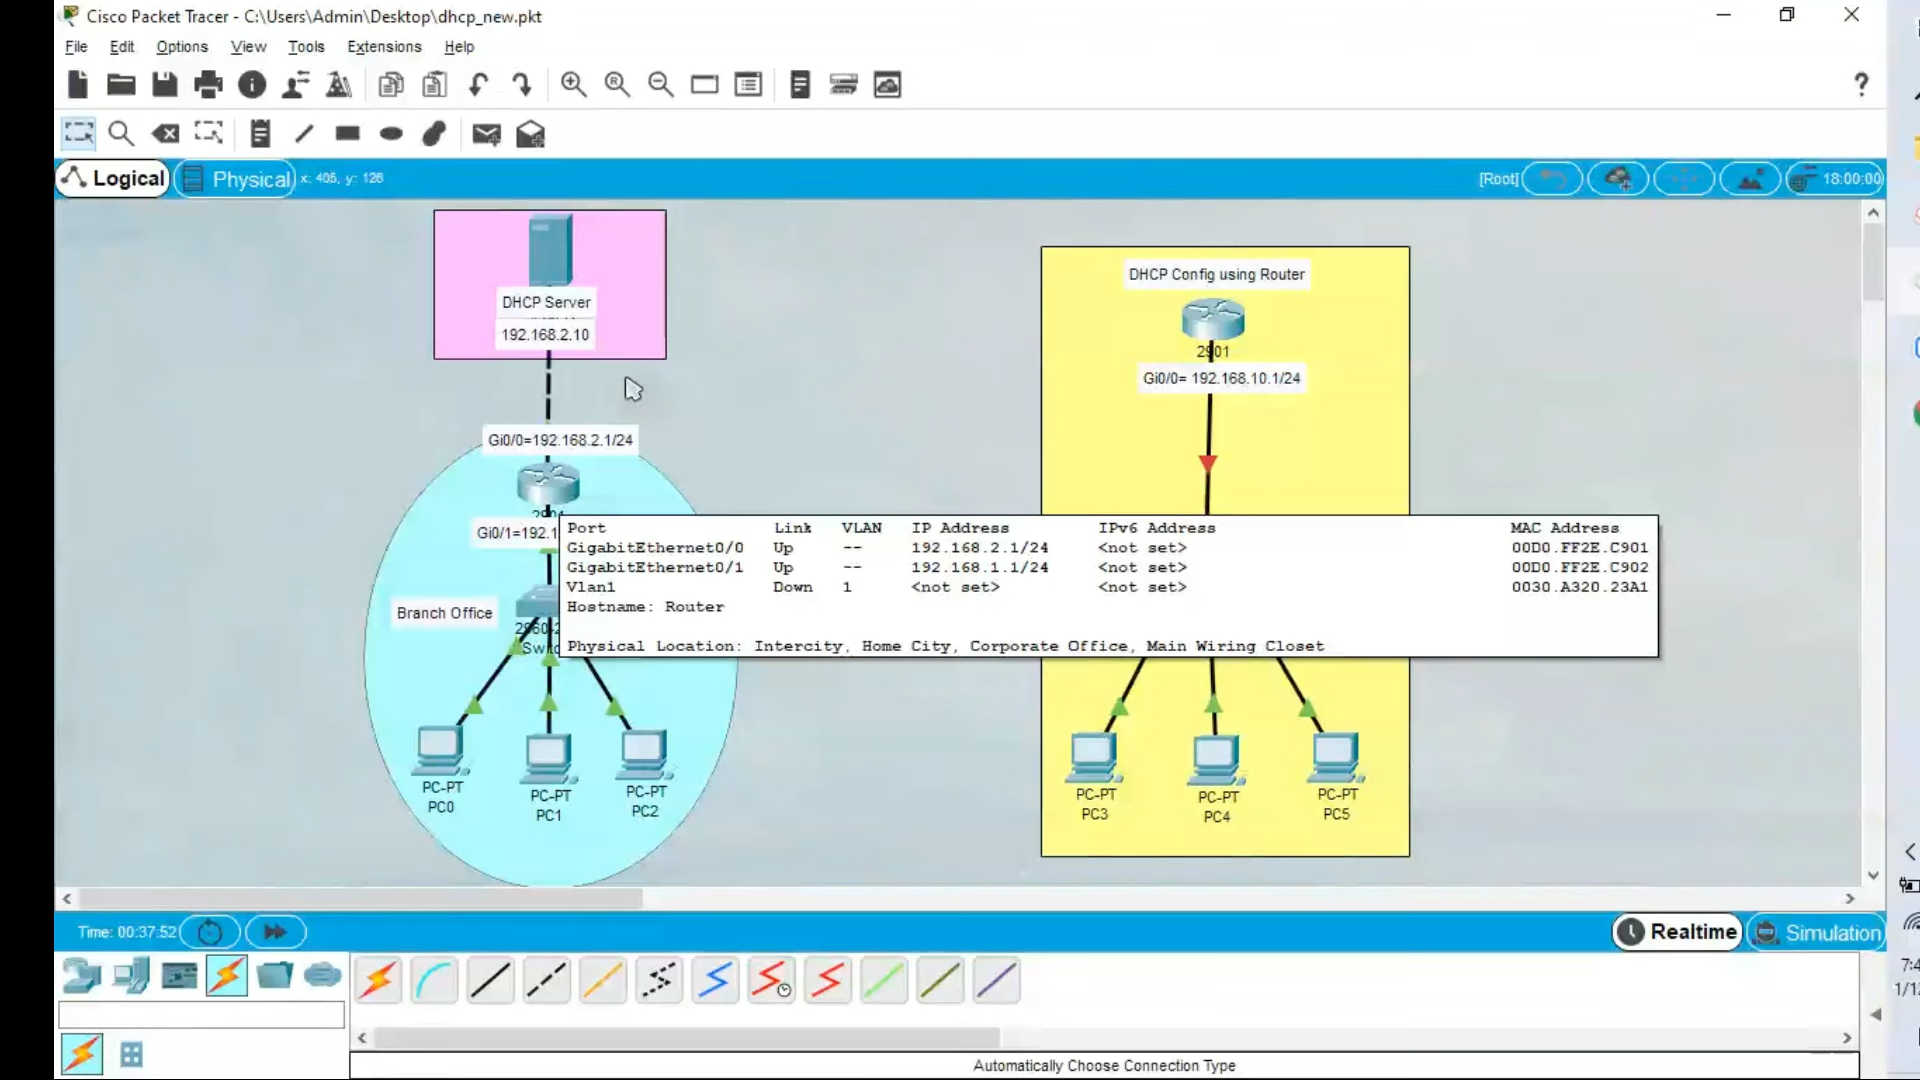 Cisco Packet Tracer - C:\Users\Admin\Desktop\dhcp_new.pkt
File Edit Options View Tools Extensions Help
?
Logical Physical x: 405, y: 126 [Root] 18:00:00
DHCP Server
192.168.2.10
DHCP Config using Router
2901
Gi0/0= 192.168.10.1/24
Gi0/0=192.168.2.1/24
Gi0/1=192.1
Port Link VLAN IP Address IPv6 Address MAC Address
GigabitEthernet0/0 Up -- 192.168.2.1/24 <not set> 00D0.FF2E.C901
GigabitEthernet0/1 Up -- 192.168.1.1/24 <not set> 00D0.FF2E.C902
Vlan1 Down 1 <not set> <not set> 0030.A320.23A1
Hostname: Router
Physical Location: Intercity, Home City, Corporate Office, Main Wiring Closet
Branch Office
PC-PT
PC0
PC-PT
PC1
PC-PT
PC2
PC-PT
PC3
PC-PT
PC4
PC-PT
PC5
Time: 00:37:52 Realtime Simulation
Automatically Choose Connection Type